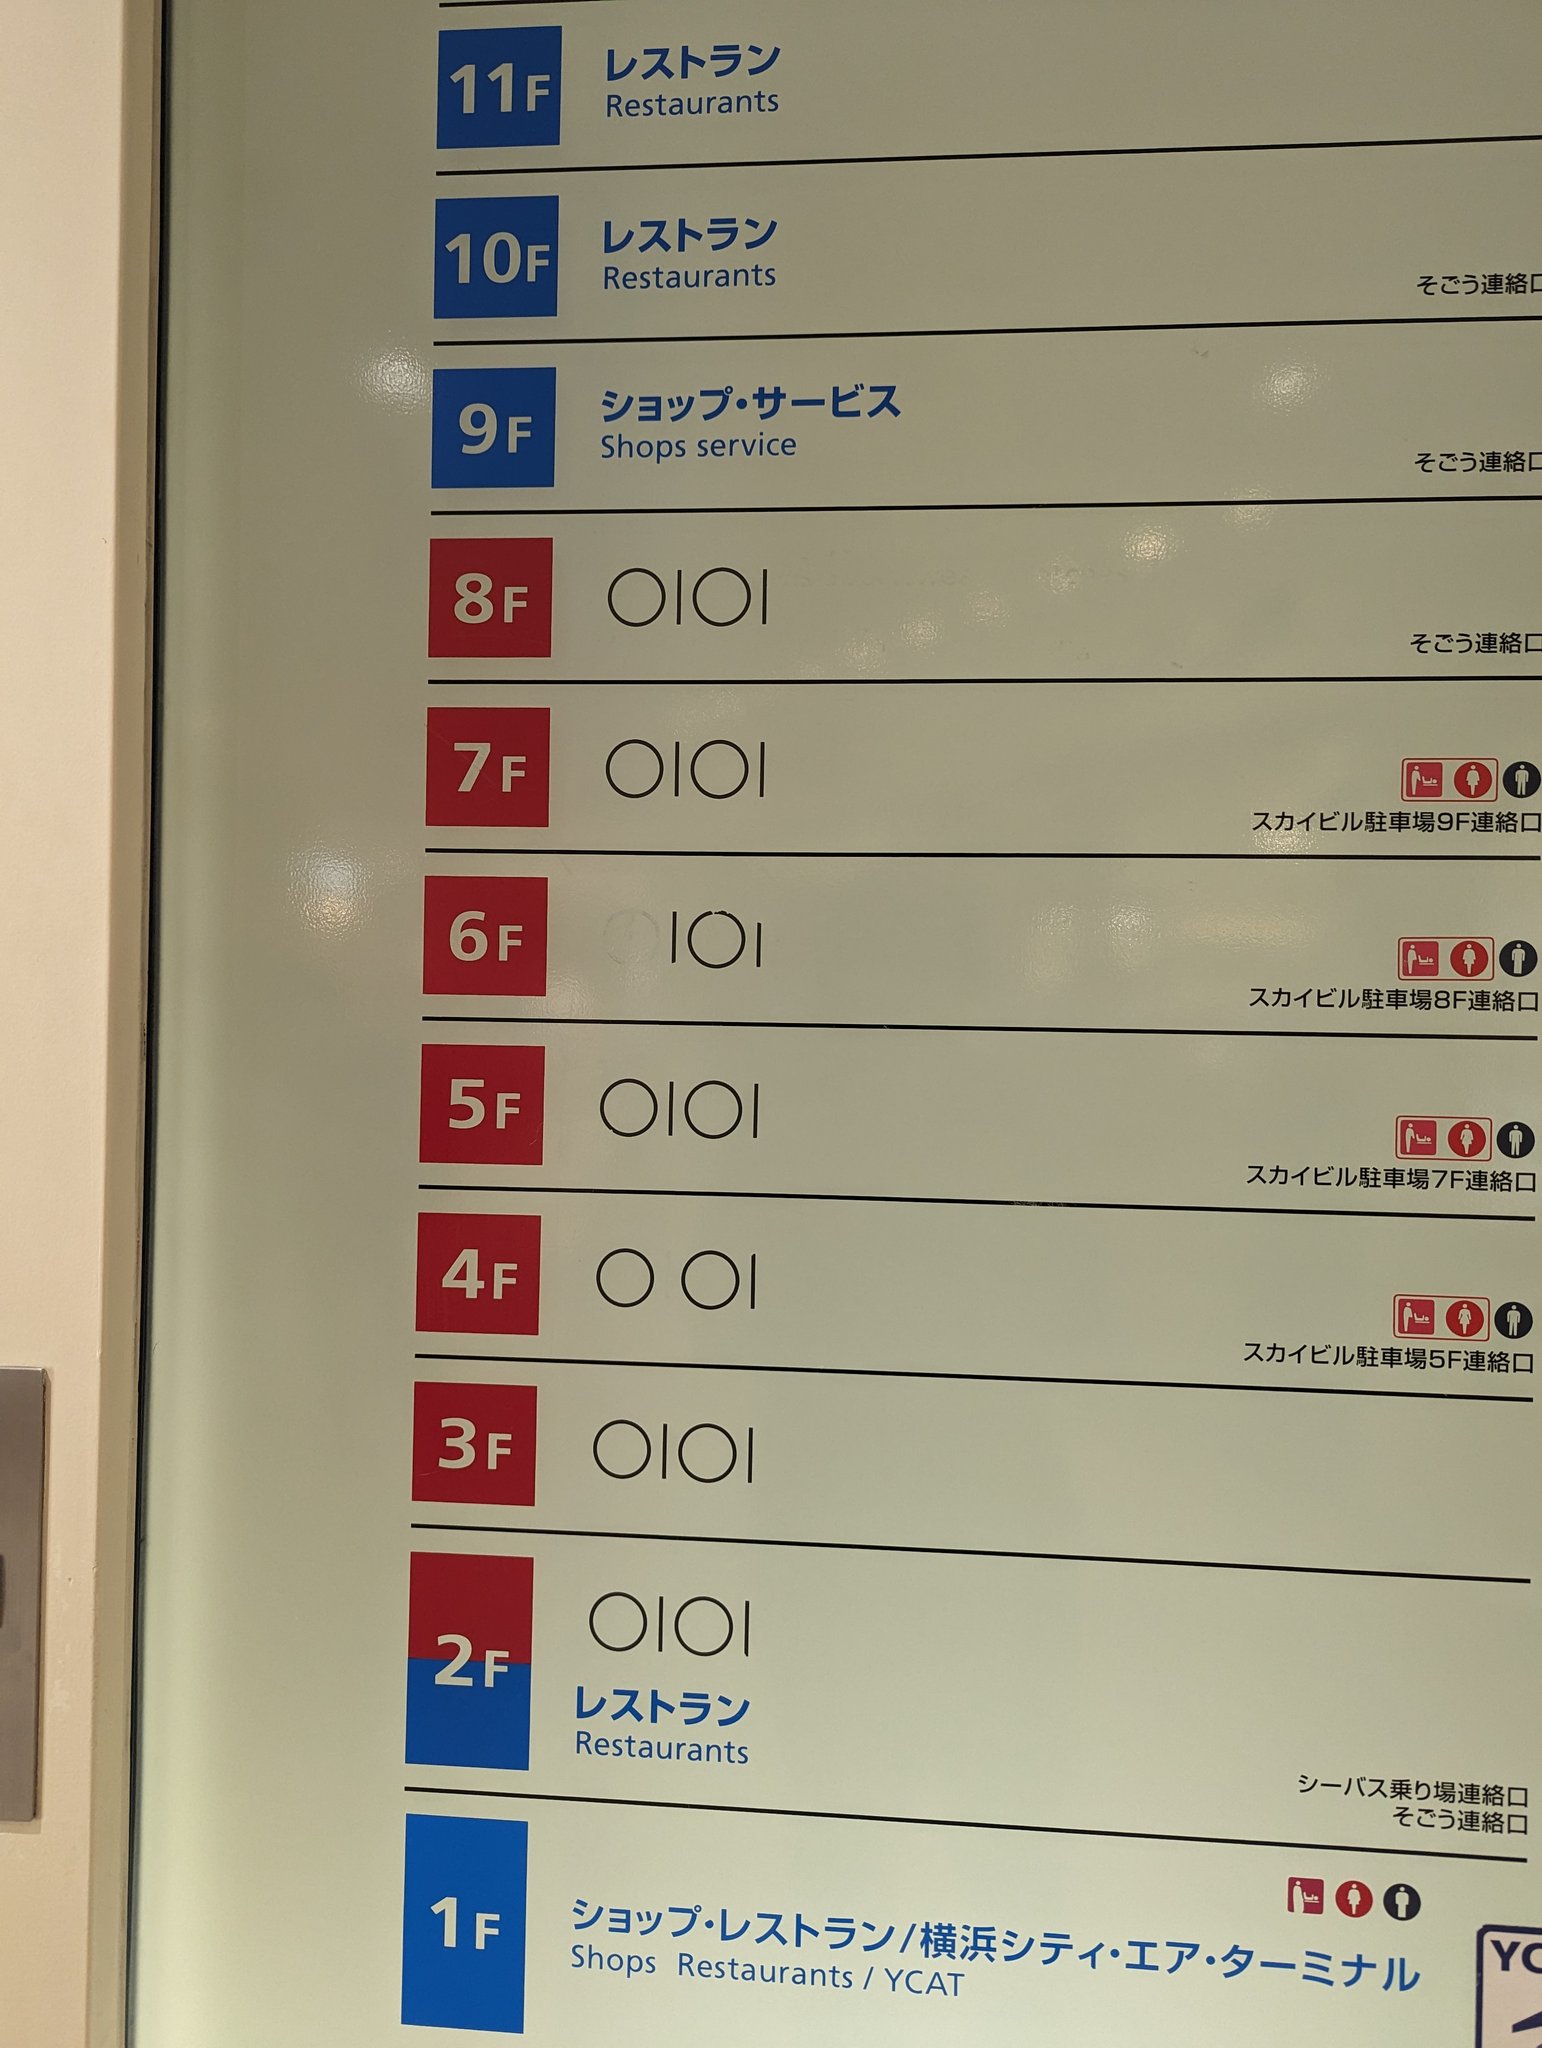 11F
レストラン
Restaurants
10F
レストラン
Restaurants
そごう連絡口
9F
ショップ・サービス
Shops service
そごう連絡口
8F
OIOI
そごう連絡口
7F
OIOI
スカイビル駐車場9F連絡口
6F
IOI
スカイビル駐車場8F連絡口
5F
OIOI
スカイビル駐車場7F連絡口
4F
O OI
スカイビル駐車場5F連絡口
3F
OIOI
2F
OIOI
レストラン
Restaurants
シーバス乗り場連絡口
そごう連絡口
1F
ショップ・レストラン/横浜シティ・エア・ターミナル
Shops Restaurants / YCAT